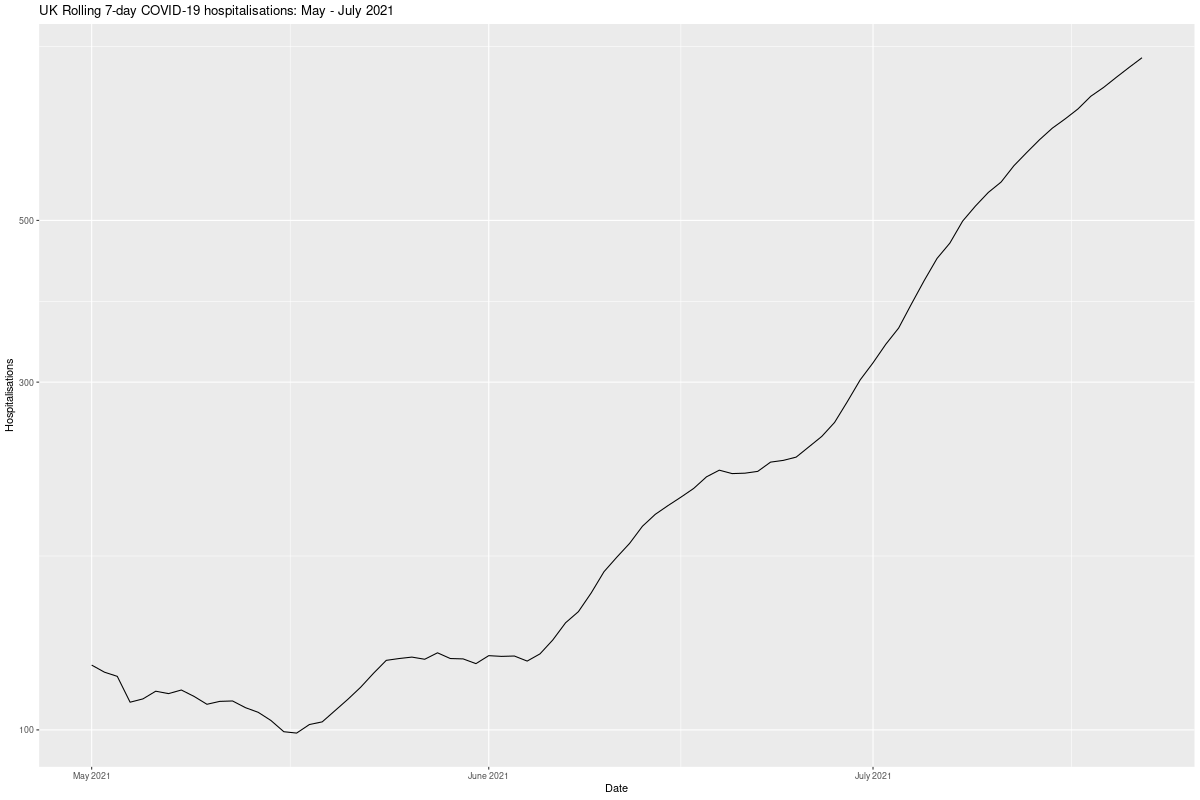 UK Rolling 7-day COVID-19 hospitalisations: May - July 2021
500
300
100
Hospitalisations
May 2021
June 2021
July 2021
Date